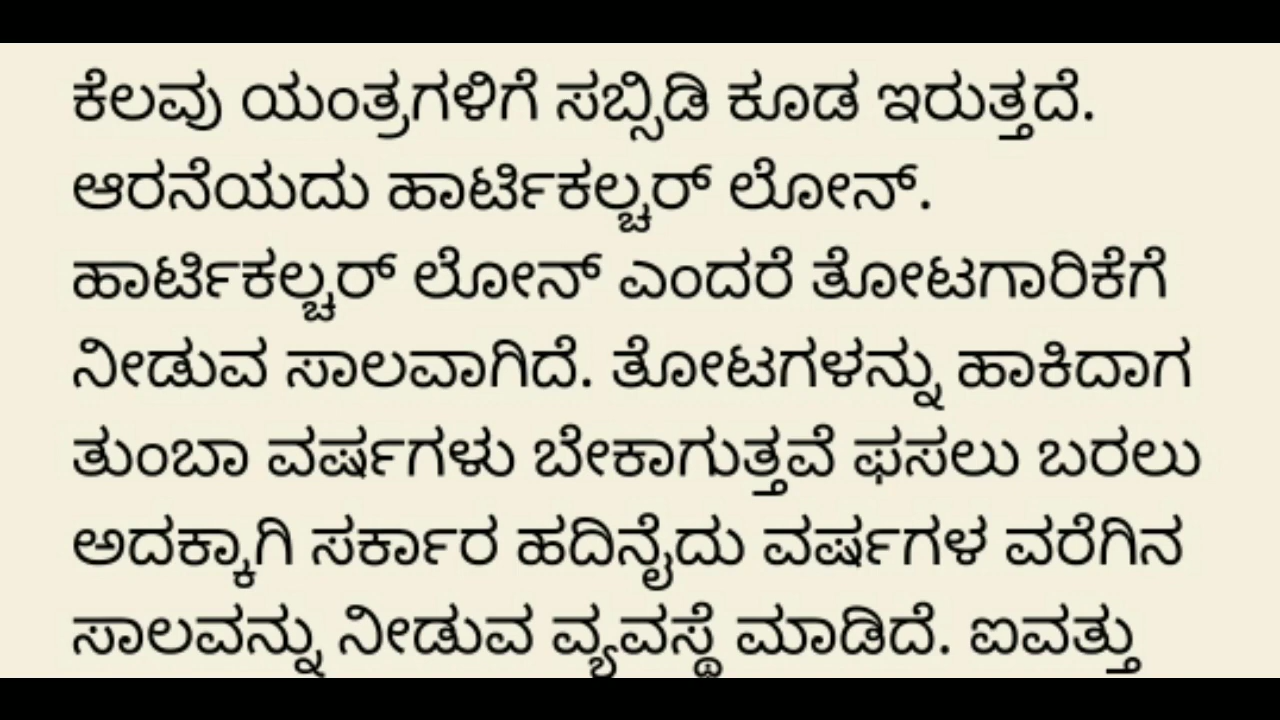 ಕೆಲವು ಯಂತ್ರಗಳಿಗೆ ಸಬ್ಸಿಡಿ ಕೂಡ ಇರುತ್ತದೆ.
ಆರನೆಯದು ಹಾರ್ಟಿಕಲ್ಚರ್ ಲೋನ್.
ಹಾರ್ಟಿಕಲ್ಚರ್ ಲೋನ್ ಎಂದರೆ ತೋಟಗಾರಿಕೆಗೆ
ನೀಡುವ ಸಾಲವಾಗಿದೆ. ತೋಟಗಳನ್ನು ಹಾಕಿದಾಗ
ತುಂಬಾ ವರ್ಷಗಳು ಬೇಕಾಗುತ್ತವೆ ಫಸಲು ಬರಲು
ಅದಕ್ಕಾಗಿ ಸರ್ಕಾರ ಹದಿನೈದು ವರ್ಷಗಳ ವರೆಗಿನ
ಸಾಲವನ್ನು ನೀಡುವ ವ್ಯವಸ್ಥೆ ಮಾಡಿದೆ. ಐವತ್ತು